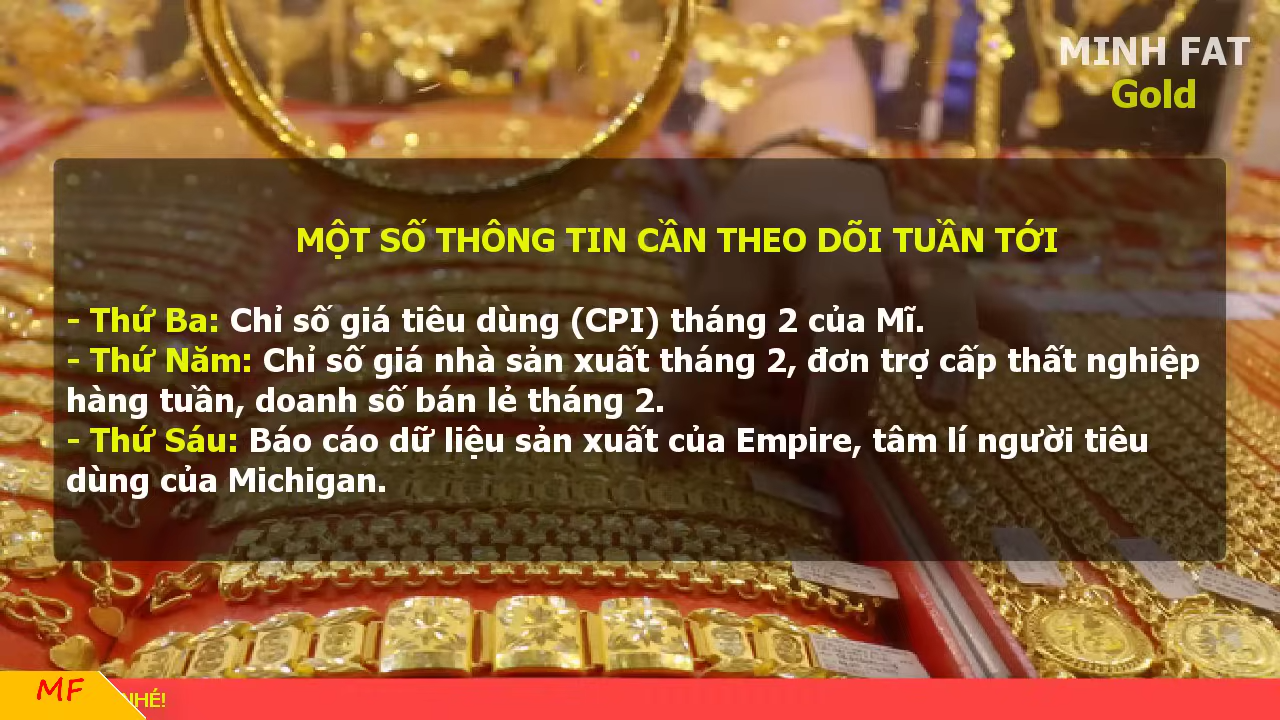 MINH FAT
Gold
MỘT SỐ THÔNG TIN CẦN THEO DÕI TUẦN TỚI
- Thứ Ba: Chỉ số giá tiêu dùng (CPI) tháng 2 của Mĩ.
- Thứ Năm: Chỉ số giá nhà sản xuất tháng 2, đơn trợ cấp thất nghiệp
hàng tuần, doanh số bán lẻ tháng 2.
- Thứ Sáu: Báo cáo dữ liệu sản xuất của Empire, tâm lí người tiêu
dùng của Michigan.
MF
NHÉ!